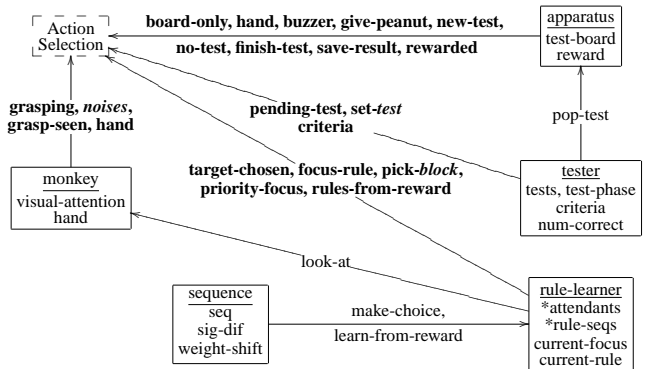 Action
Selection
board-only, hand, buzzer, give-peanut, new-test,
no-test, finish-test, save-result, rewarded
apparatus
test-board
reward
grasping, noises,
grasp-seen, hand
pending-test, set-test
criteria
pop-test
target-chosen, focus-rule, pick-block,
priority-focus, rules-from-reward
monkey
visual-attention
hand
tester
tests, test-phase
criteria
num-correct
look-at
sequence
seq
sig-dif
weight-shift
make-choice,
learn-from-reward
rule-learner
*attendants
*rule-seqs
current-focus
current-rule